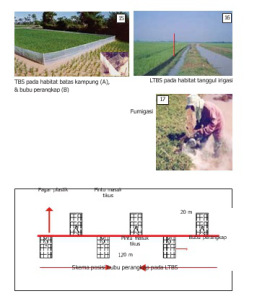 15
16
TBS pada habitat batas kampung (A),
& bubu perangkap (B)
LTBS pada habitat tanggul irigasi
17
Fumigasi
Pagar plastik
Pintu masuk
tikus
20 m
Pintu masuk
tikus
Bubu perangkap
120 m
Skema posisi bubu perangkap pada LTBS